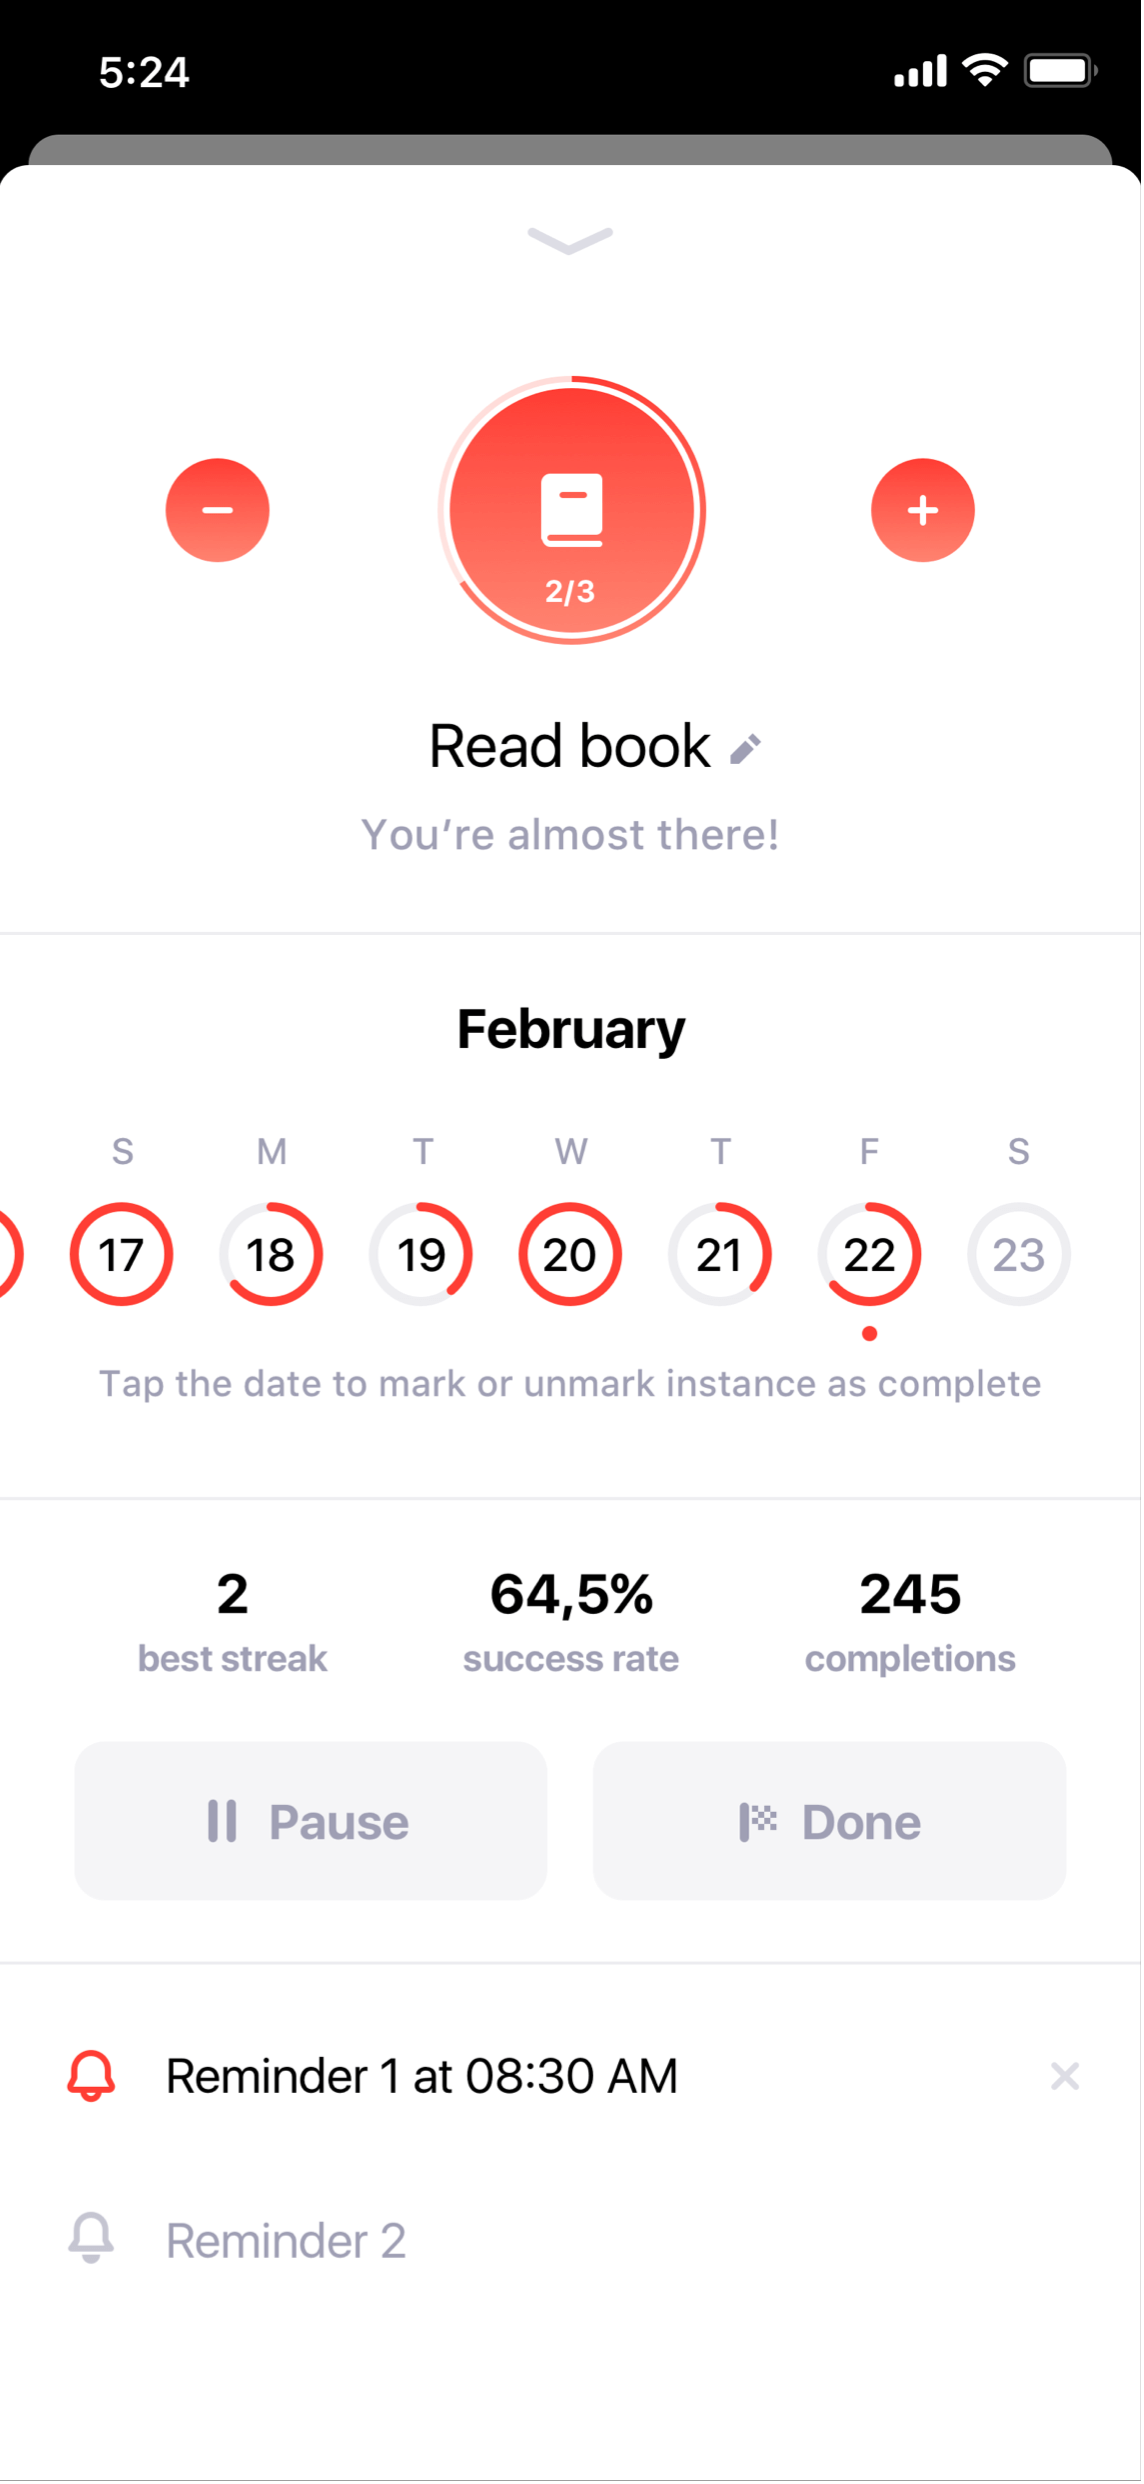 5:24
2/3
Read book
You’re almost there!
February
S M T W T F S
17 18 19 20 21 22 23
Tap the date to mark or unmark instance as complete
2 64,5% 245
best streak success rate completions
Pause Done
Reminder 1 at 08:30 AM
Reminder 2